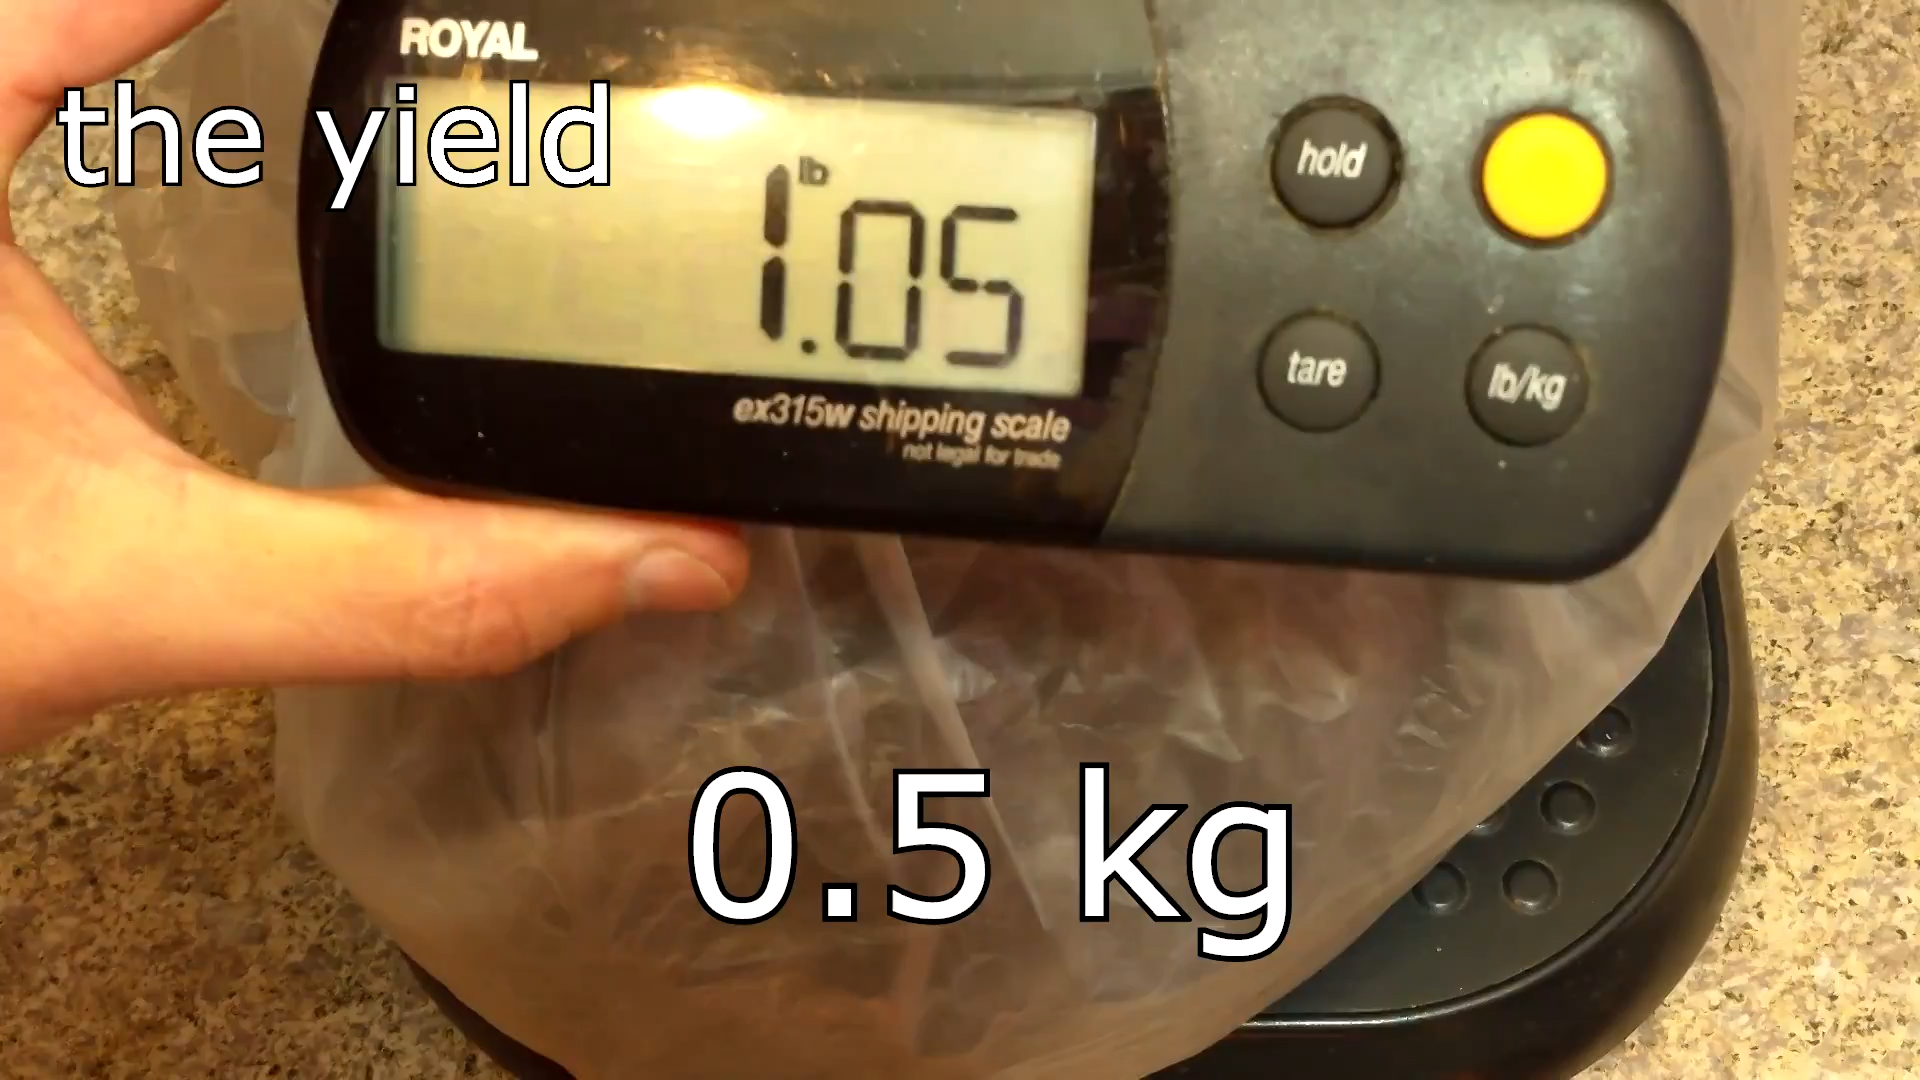 ROYAL
the yield
lb
1.05
hold
tare
lb/kg
ex315w shipping scale
not legal for trade
0.5 kg